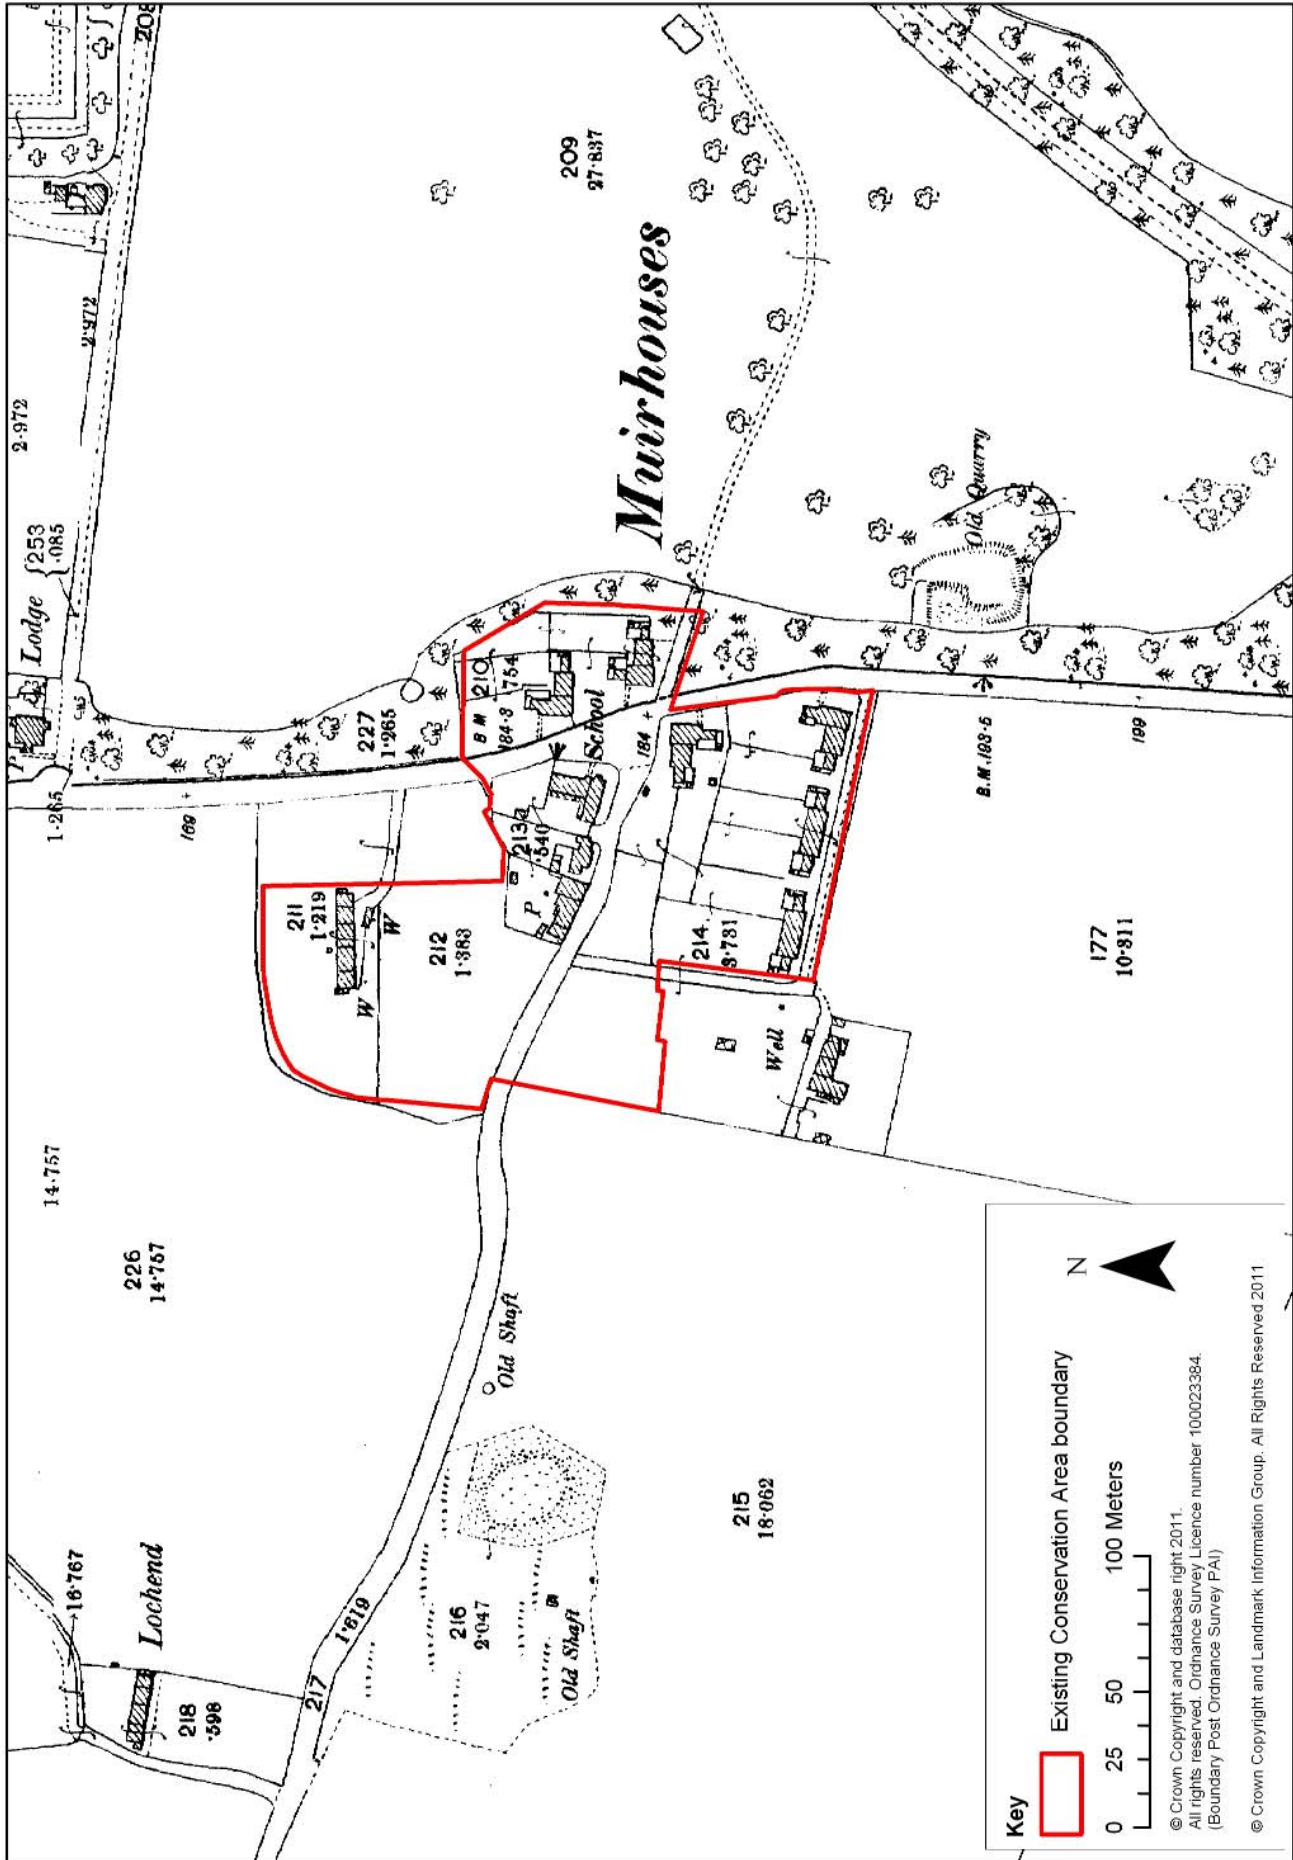 2·972
208
Lodge {253
·085
2·972
P
1·265
169
227
1·265
209
27·837
Muirhouses
210
·754
B M
184·8
School
184
211
1·219
W
W
212
1·383
213
·540
P
214
3·731
Well
Old Quarry
B.M.193·5
199
177
10·311
14·757
226
14·757
Old Shaft
16·767
Lochend
218
·598
217
1·619
216
2·047
Old Shaft
215
18·062
Key
Existing Conservation Area boundary
N
0 25 50 100 Meters
© Crown Copyright and database right 2011.
All rights reserved. Ordnance Survey Licence number 100023384.
(Boundary Post Ordnance Survey PAI)
© Crown Copyright and Landmark Information Group. All Rights Reserved 2011